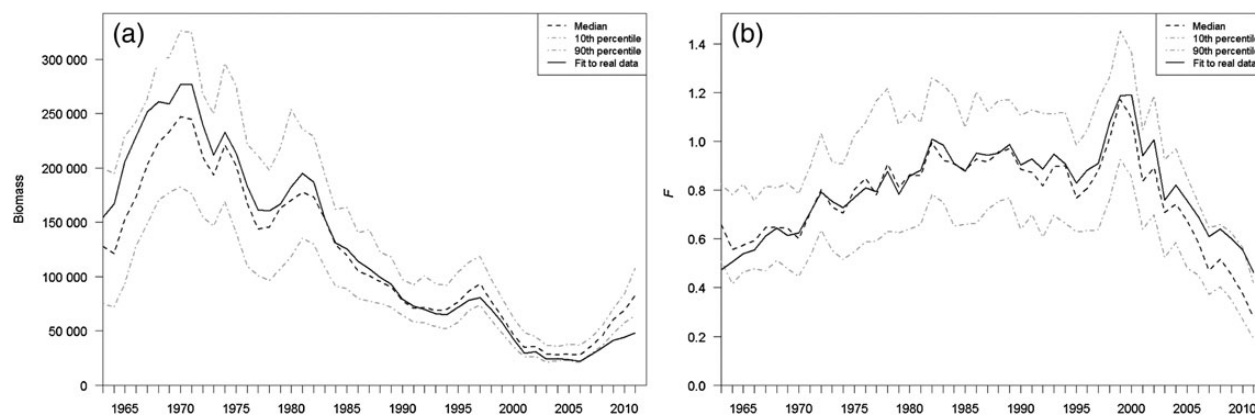 (a)
Median
10th percentile
90th percentile
Fit to real data
Biomass
300 000
250 000
200 000
150 000
100 000
50 000
0
1965 1970 1975 1980 1985 1990 1995 2000 2005 2010
(b)
Median
10th percentile
90th percentile
Fit to real data
F
1.4
1.2
1.0
0.8
0.6
0.4
0.2
0.0
1965 1970 1975 1980 1985 1990 1995 2000 2005 2010